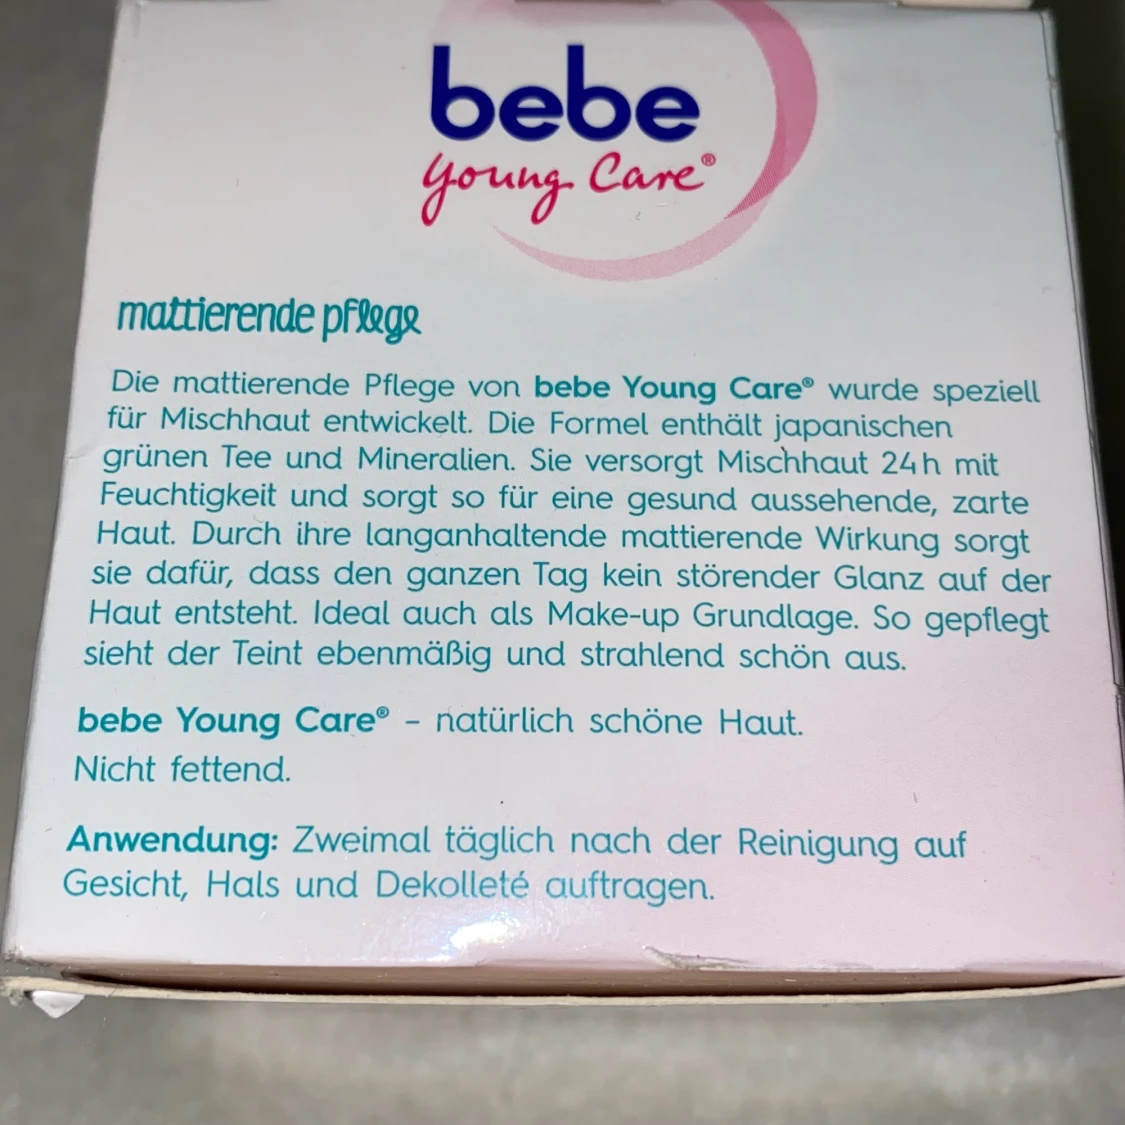 bebe
Young Care®
mattierende pflege
Die mattierende Pflege von bebe Young Care® wurde speziell
für Mischhaut entwickelt. Die Formel enthält japanischen
grünen Tee und Mineralien. Sie versorgt Mischhaut 24 h mit
Feuchtigkeit und sorgt so für eine gesund aussehende, zarte
Haut. Durch ihre langanhaltende mattierende Wirkung sorgt
sie dafür, dass den ganzen Tag kein störender Glanz auf der
Haut entsteht. Ideal auch als Make-up Grundlage. So gepflegt
sieht der Teint ebenmäßig und strahlend schön aus.
bebe Young Care® – natürlich schöne Haut.
Nicht fettend.
Anwendung: Zweimal täglich nach der Reinigung auf
Gesicht, Hals und Dekolleté auftragen.